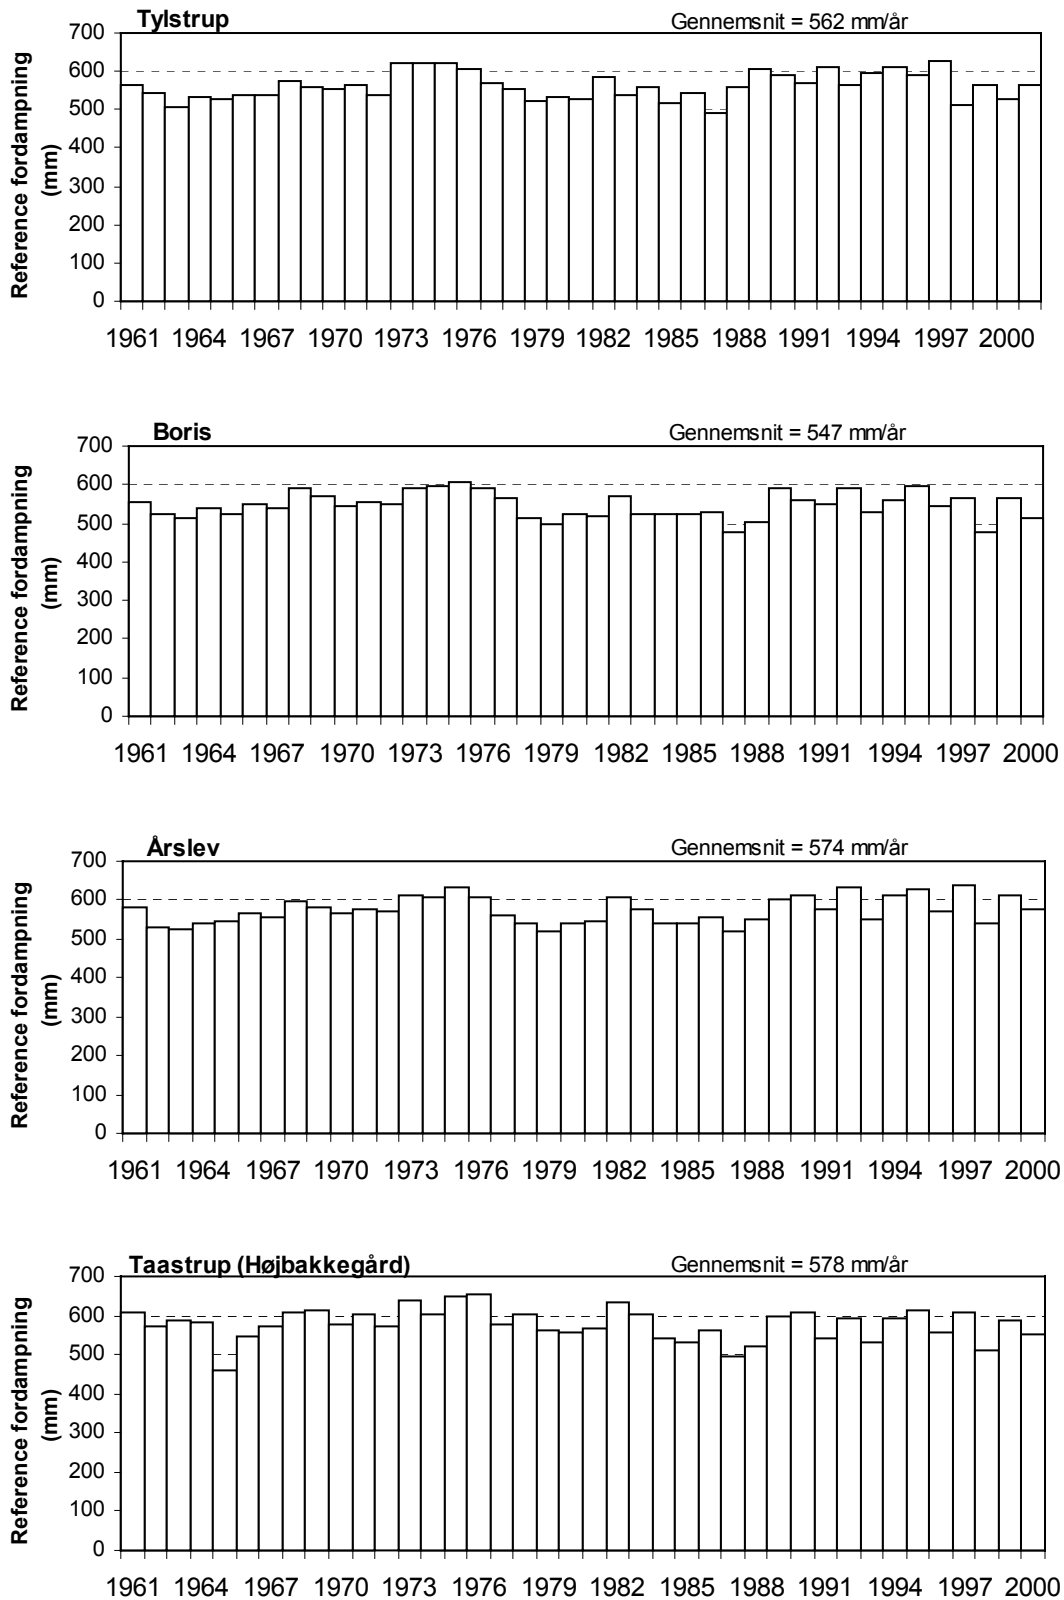 Tylstrup Gennemsnit = 562 mm/år
Reference fordampning
(mm)
700
600
500
400
300
200
100
0
1961 1964 1967 1970 1973 1976 1979 1982 1985 1988 1991 1994 1997 2000
Boris Gennemsnit = 547 mm/år
Reference fordampning
(mm)
700
600
500
400
300
200
100
0
1961 1964 1967 1970 1973 1976 1979 1982 1985 1988 1991 1994 1997 2000
Årslev Gennemsnit = 574 mm/år
Reference fordampning
(mm)
700
600
500
400
300
200
100
0
1961 1964 1967 1970 1973 1976 1979 1982 1985 1988 1991 1994 1997 2000
Taastrup (Højbakkegård) Gennemsnit = 578 mm/år
Reference fordampning
(mm)
700
600
500
400
300
200
100
0
1961 1964 1967 1970 1973 1976 1979 1982 1985 1988 1991 1994 1997 2000